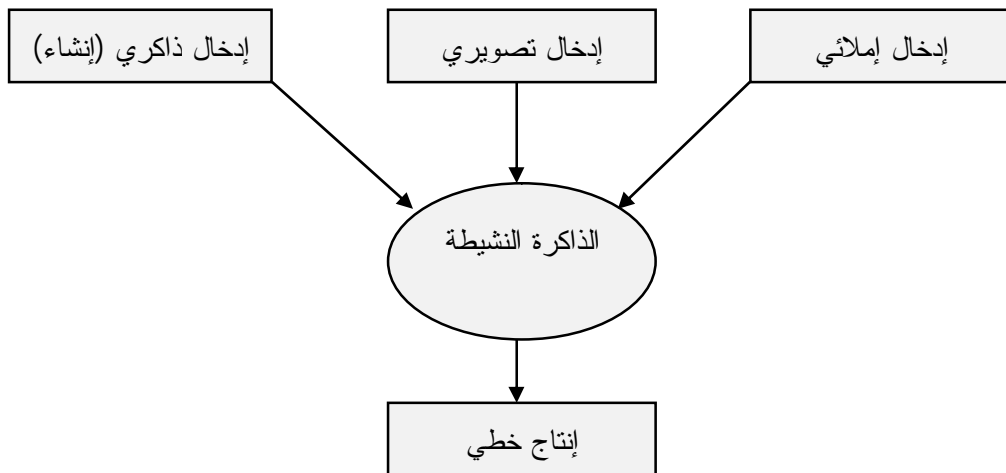 إدخال إملائي
إدخال تصويري
إدخال ذاكري (إنشاء)
الذاكرة النشيطة
إنتاج خطي